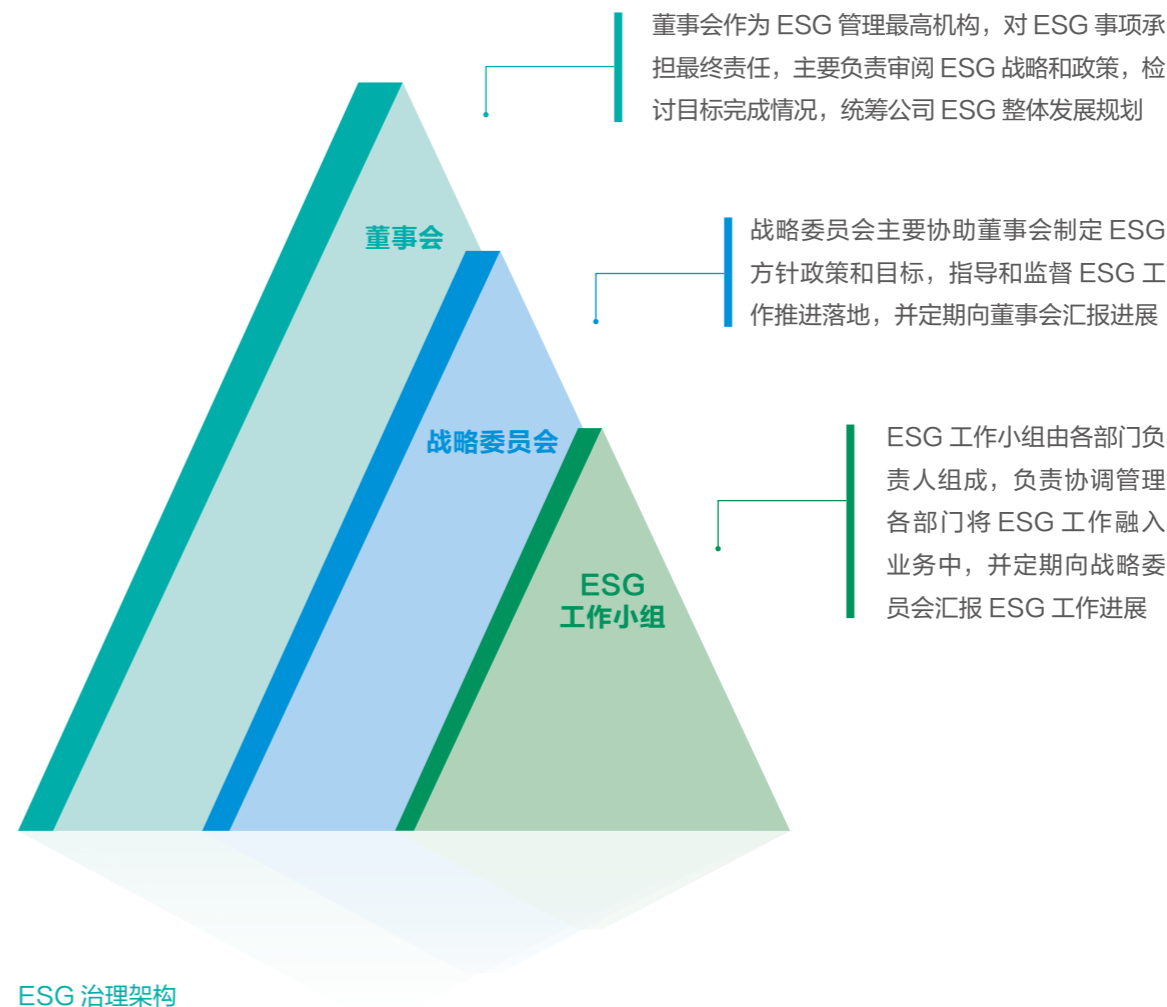 董事会作为 ESG 管理最高机构，对 ESG 事项承
担最终责任，主要负责审阅 ESG 战略和政策，检
讨目标完成情况，统筹公司 ESG 整体发展规划
董事会
战略委员会主要协助董事会制定 ESG
方针政策和目标，指导和监督 ESG 工
作推进落地，并定期向董事会汇报进展
战略委员会
ESG 工作小组由各部门负
责人组成，负责协调管理
各部门将 ESG 工作融入
业务中，并定期向战略委
员会汇报 ESG 工作进展
ESG
工作小组
ESG 治理架构